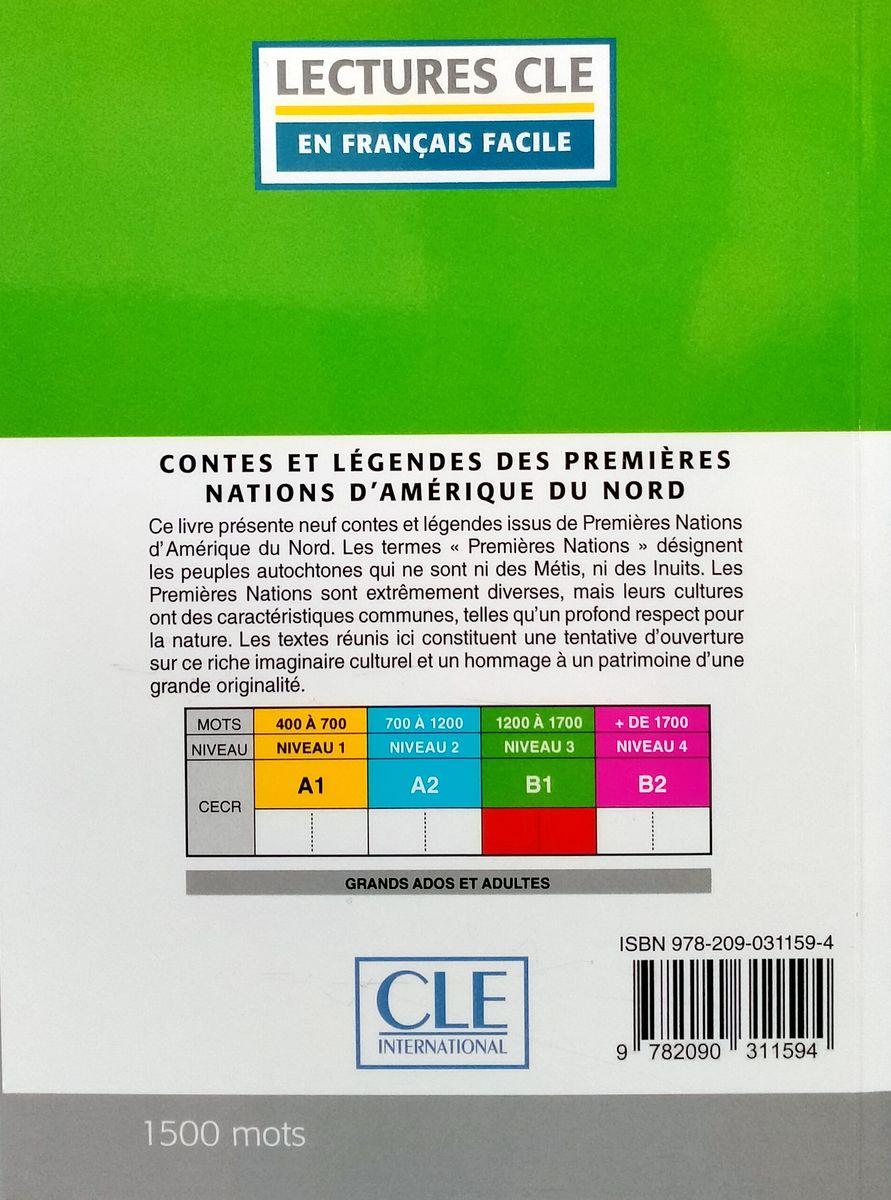 LECTURES CLE
EN FRANÇAIS FACILE
CONTES ET LÉGENDES DES PREMIÈRES
NATIONS D'AMÉRIQUE DU NORD
Ce livre présente neuf contes et légendes issus de Premières Nations
d'Amérique du Nord. Les termes « Premières Nations » désignent
les peuples autochtones qui ne sont ni des Métis, ni des Inuits. Les
Premières Nations sont extrêmement diverses, mais leurs cultures
ont des caractéristiques communes, telles qu'un profond respect pour
la nature. Les textes réunis ici constituent une tentative d'ouverture
sur ce riche imaginaire culturel et un hommage à un patrimoine d'une
grande originalité.
MOTS 400 À 700 700 À 1200 1200 À 1700 + DE 1700
NIVEAU NIVEAU 1 NIVEAU 2 NIVEAU 3 NIVEAU 4
CECR A1 A2 B1 B2
GRANDS ADOS ET ADULTES
ISBN 978-209-031159-4
CLE
INTERNATIONAL
9 782090 311594
1500 mots